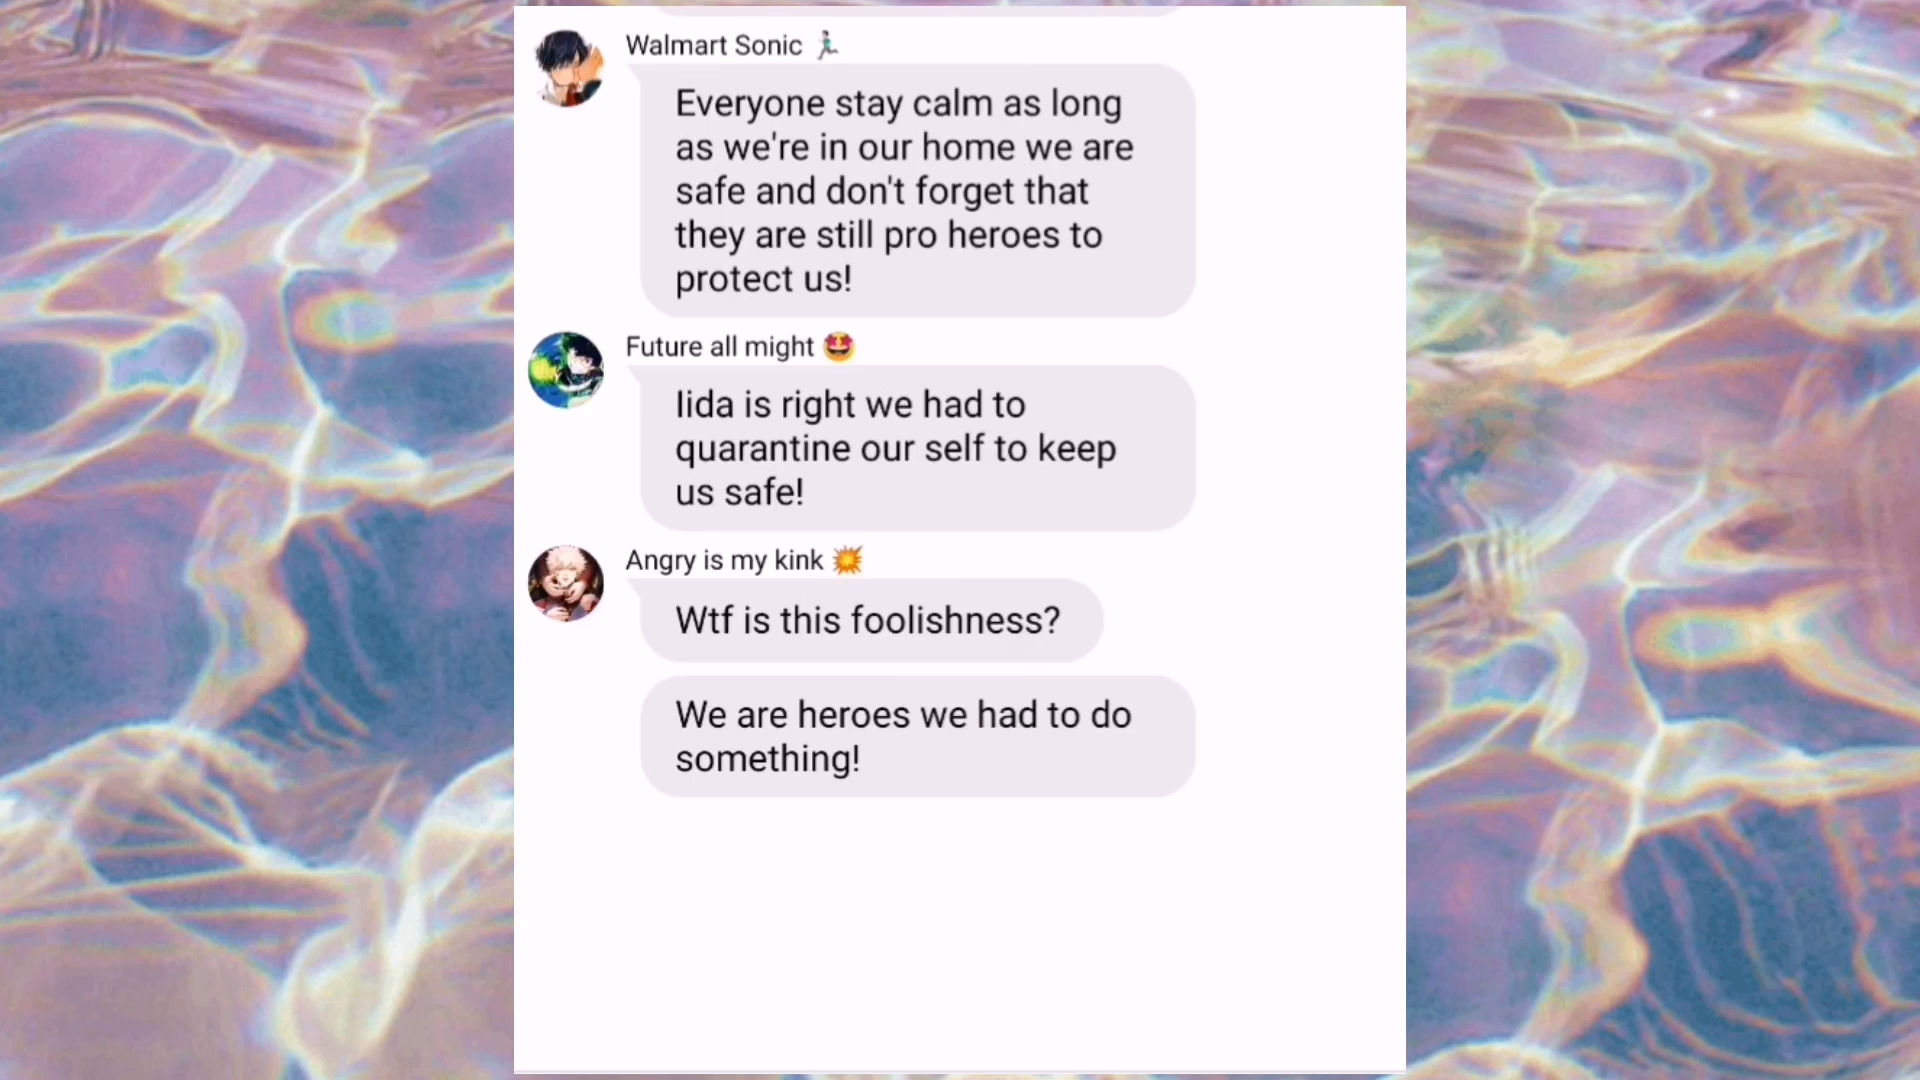 Walmart Sonic 🏃🏻‍♂️
Everyone stay calm as long
as we're in our home we are
safe and don't forget that
they are still pro heroes to
protect us!
Future all might 🤩
Iida is right we had to
quarantine our self to keep
us safe!
Angry is my kink 💥
Wtf is this foolishness?
We are heroes we had to do
something!